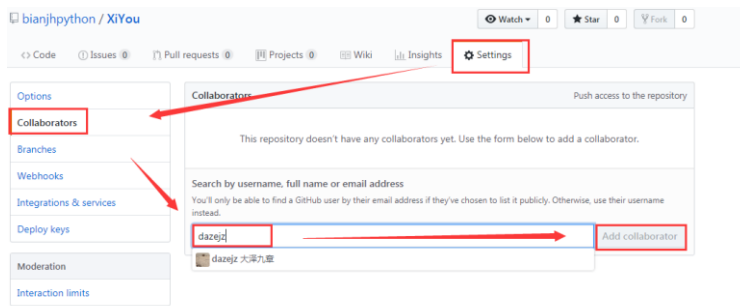 bianjhpython / XiYou
Watch 0 Star 0 Fork 0
Code Issues 0 Pull requests 0 Projects 0 Wiki Insights Settings
Options
Collaborators
Branches
Webhooks
Integrations & services
Deploy keys
Moderation
Interaction limits
Collaborators Push access to the repository
This repository doesn't have any collaborators yet. Use the form below to add a collaborator.
Search by username, full name or email address
You'll only be able to find a GitHub user by their email address if they've chosen to list it publicly. Otherwise, use their username
instead.
dazejz Add collaborator
dazejz 大泽九章